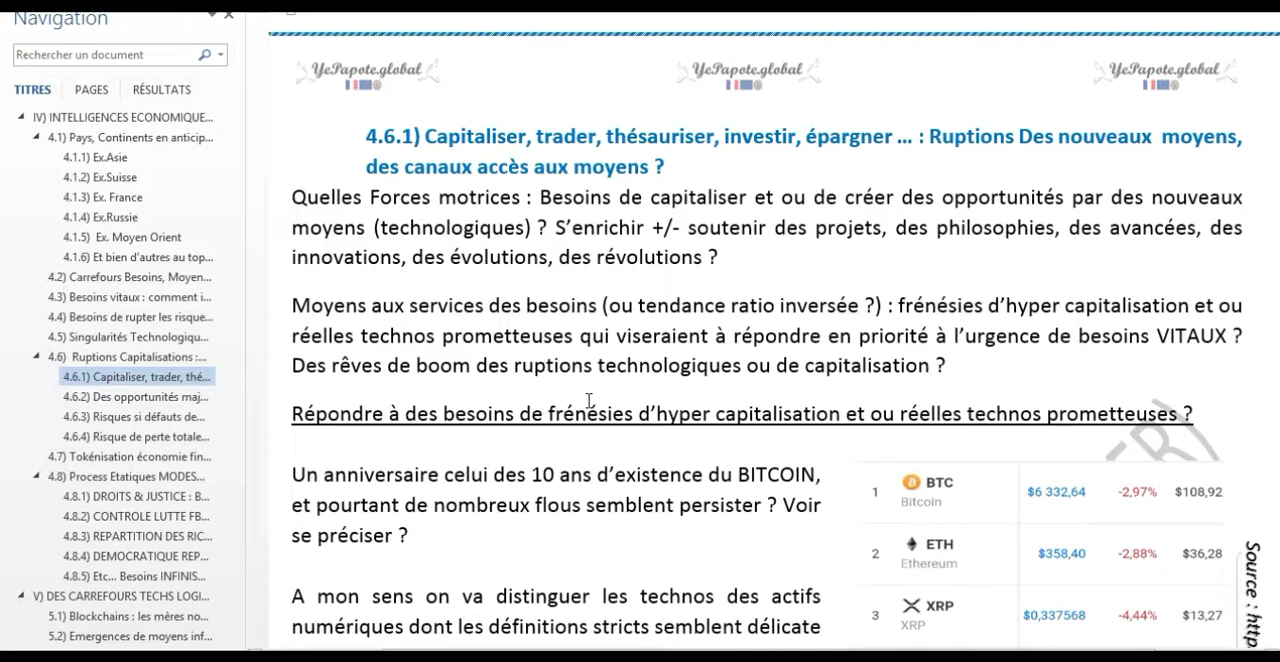 Navigation
Rechercher un document
TITRES PAGES RÉSULTATS
IV) INTELLIGENCES ECONOMIQUE...
4.1) Pays, Continents en anticip...
4.1.1) Ex.Asie
4.1.2) Ex.Suisse
4.1.3) Ex. France
4.1.4) Ex.Russie
4.1.5) Ex. Moyen Orient
4.1.6) Et bien d'autres au top...
4.2) Carrefours Besoins, Moyen...
4.3) Besoins vitaux : comment i...
4.4) Besoins de rupter les risque...
4.5) Singularités Technologiqu...
4.6) Ruptions Capitalisations :...
4.6.1) Capitaliser, trader, thé...
4.6.2) Des opportunités maj...
4.6.3) Risques si défauts de...
4.6.4) Risque de perte totale...
4.7) Tokénisation économie fin...
4.8) Process Etatiques MODES...
4.8.1) DROITS & JUSTICE : B...
4.8.2) CONTROLE LUTTE FB...
4.8.3) REPARTITION DES RIC...
4.8.4) DEMOCRATIQUE REP...
4.8.5) Etc... Besoins INFINIS...
V) DES CARREFOURS TECHS LOGI...
5.1) Blockchains : les mères no...
5.2) Emergences de moyens inf...
YePapote.global YePapote.global YePapote.global
4.6.1) Capitaliser, trader, thésauriser, investir, épargner ... : Ruptions Des nouveaux moyens,
des canaux accès aux moyens ?
Quelles Forces motrices : Besoins de capitaliser et ou de créer des opportunités par des nouveaux
moyens (technologiques) ? S'enrichir +/- soutenir des projets, des philosophies, des avancées, des
innovations, des évolutions, des révolutions ?
Moyens aux services des besoins (ou tendance ratio inversée ?) : frénésies d'hyper capitalisation et ou
réelles technos prometteuses qui viseraient à répondre en priorité à l'urgence de besoins VITAUX ?
Des rêves de boom des ruptions technologiques ou de capitalisation ?
Répondre à des besoins de frénésies d'hyper capitalisation et ou réelles technos prometteuses ?
Un anniversaire celui des 10 ans d'existence du BITCOIN,
et pourtant de nombreux flous semblent persister ? Voir
se préciser ?
A mon sens on va distinguer les technos des actifs
numériques dont les définitions stricts semblent délicate
1 BTC Bitcoin $6 332,64 -2,97% $108,92
2 ETH Ethereum $358,40 -2,88% $36,28
3 XRP XRP $0,337568 -4,44% $13,27
Source : http